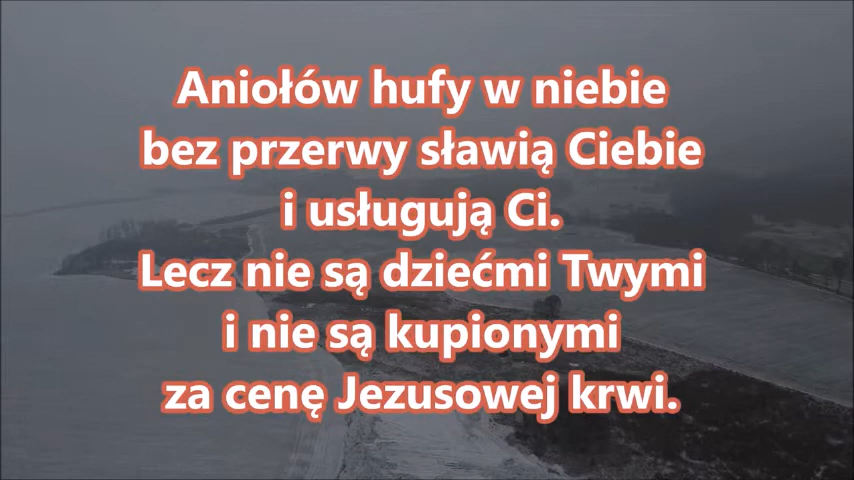 Aniołów hufy w niebie
bez przerwy sławią Ciebie
i usługują Ci.
Lecz nie są dziećmi Twymi
i nie są kupionymi
za cenę Jezusowej krwi.